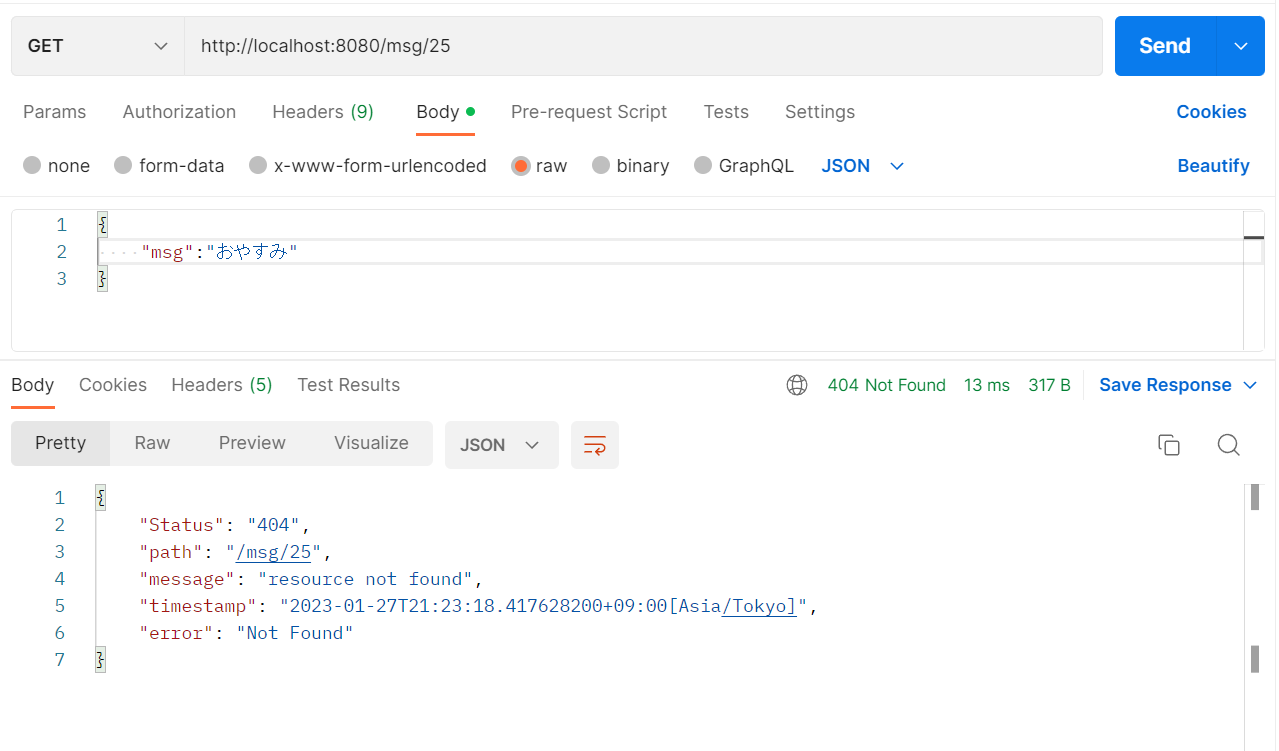 GET http://localhost:8080/msg/25 Send
Params Authorization Headers (9) Body Pre-request Script Tests Settings Cookies
none form-data x-www-form-urlencoded raw binary GraphQL JSON Beautify
1 {
2 ····"msg":"おやすみ"
3 }
Body Cookies Headers (5) Test Results 404 Not Found 13 ms 317 B Save Response
Pretty Raw Preview Visualize JSON
1 {
2 "Status": "404",
3 "path": "/msg/25",
4 "message": "resource not found",
5 "timestamp": "2023-01-27T21:23:18.417628200+09:00[Asia/Tokyo]",
6 "error": "Not Found"
7 }